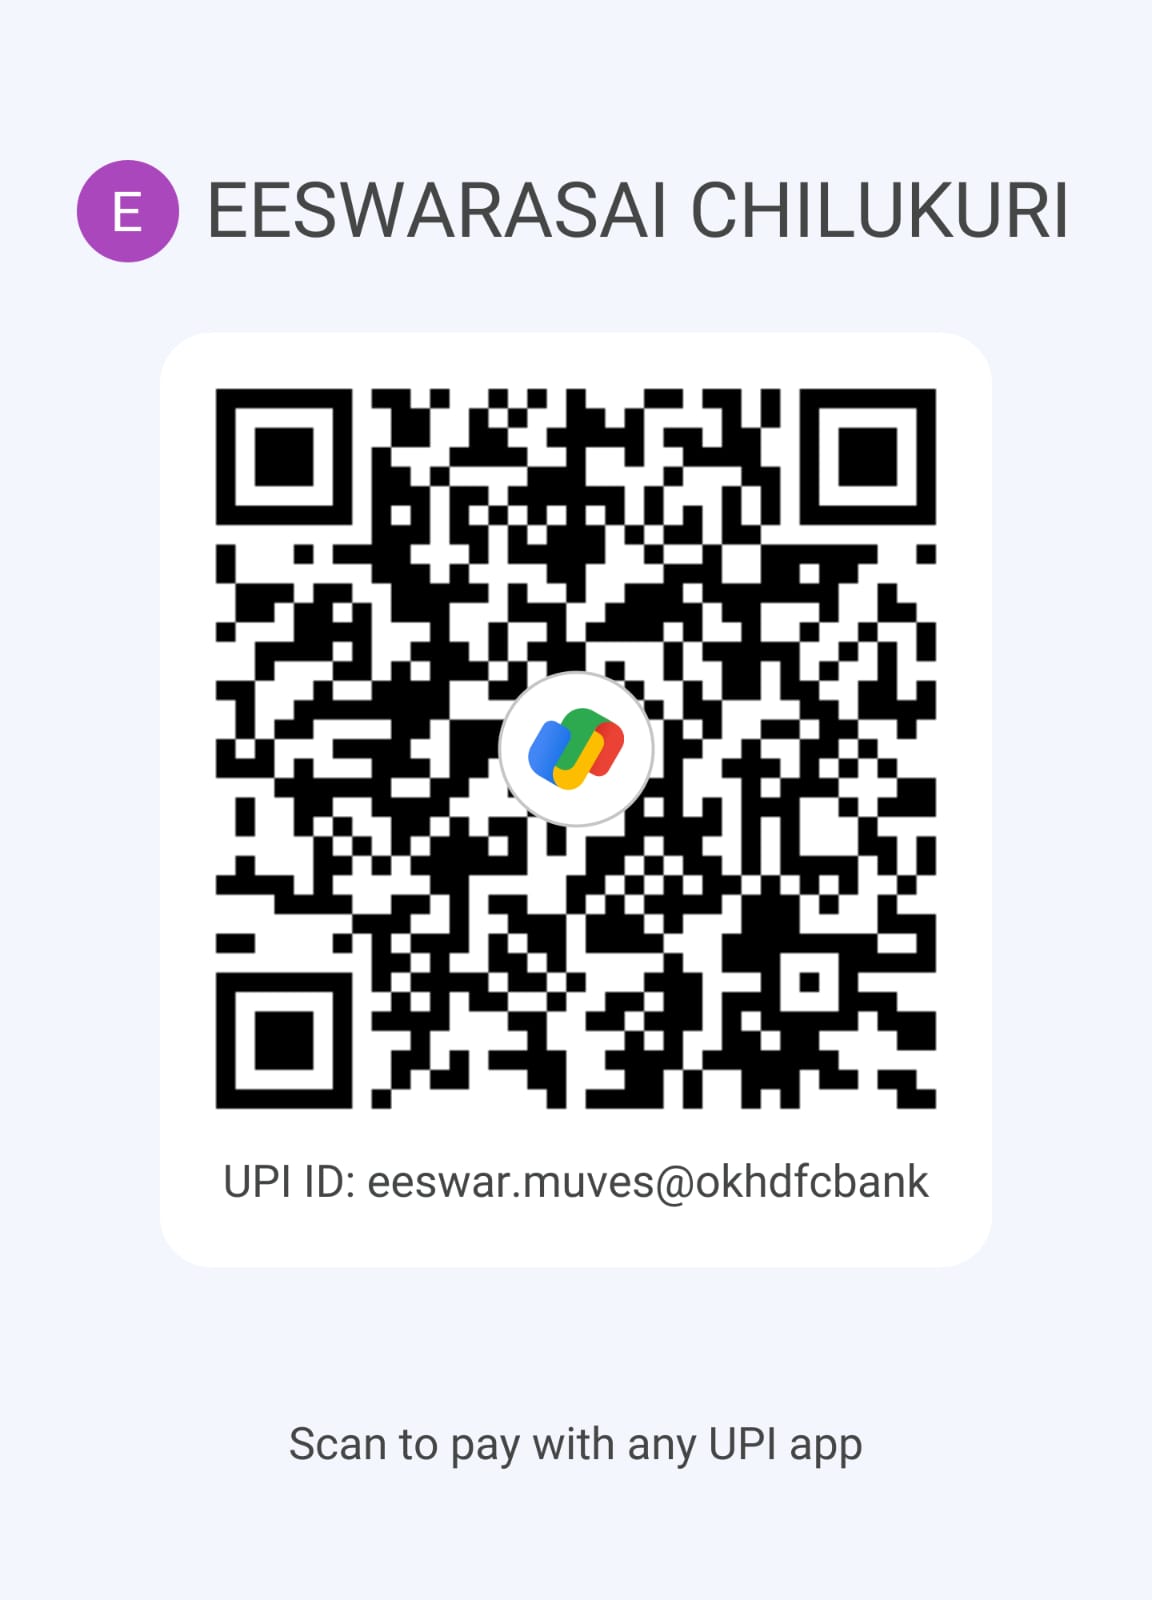 E EESWARASAI CHILUKURI
UPI ID: eeswar.muves@okhdfcbank
Scan to pay with any UPI app